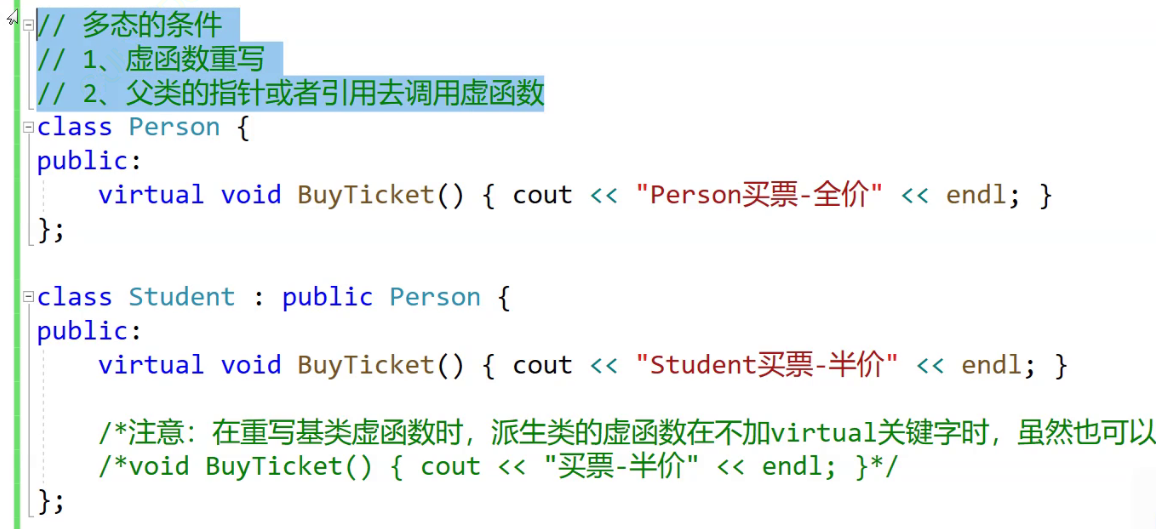 // 多态的条件
// 1、虚函数重写
// 2、父类的指针或者引用去调用虚函数
class Person {
public:
    virtual void BuyTicket() { cout << "Person买票-全价" << endl; }
};

class Student : public Person {
public:
    virtual void BuyTicket() { cout << "Student买票-半价" << endl; }

    /*注意：在重写基类虚函数时，派生类的虚函数在不加virtual关键字时，虽然也可以
    /*void BuyTicket() { cout << "买票-半价" << endl; }*/
};